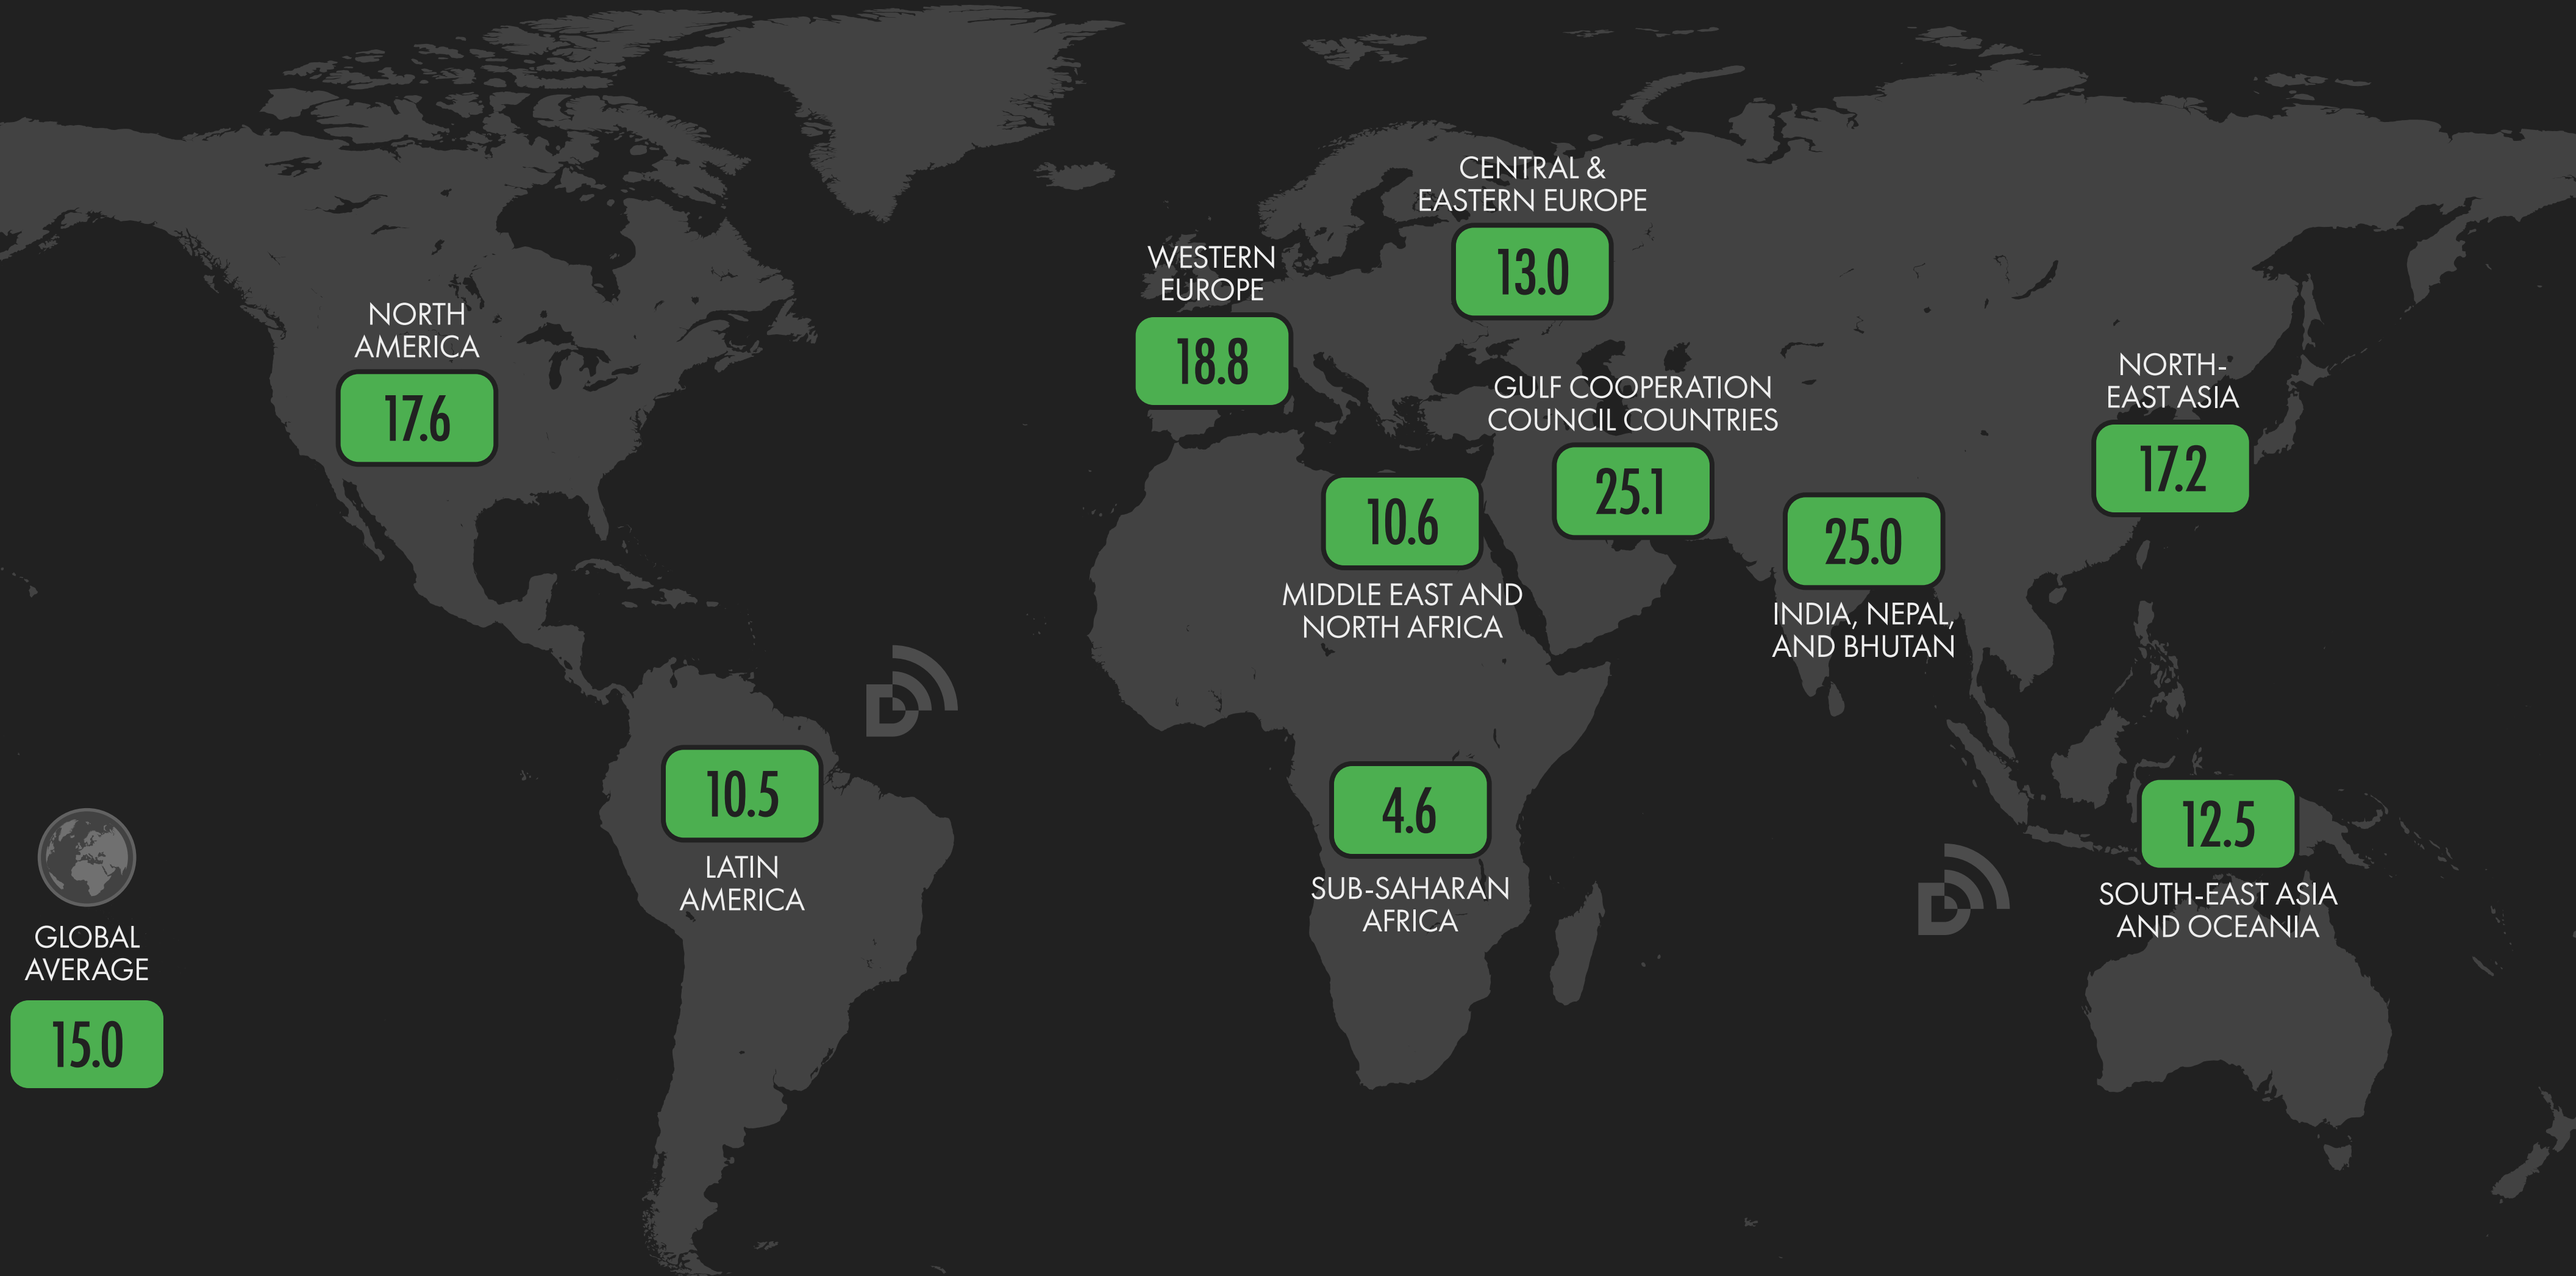 CENTRAL &
EASTERN EUROPE
13.0
WESTERN
EUROPE
18.8
NORTH
AMERICA
17.6
NORTH-
EAST ASIA
17.2
GULF COOPERATION
COUNCIL COUNTRIES
25.1
10.6
MIDDLE EAST AND
NORTH AFRICA
25.0
INDIA, NEPAL,
AND BHUTAN
10.5
LATIN
AMERICA
4.6
SUB-SAHARAN
AFRICA
12.5
SOUTH-EAST ASIA
AND OCEANIA
GLOBAL
AVERAGE
15.0